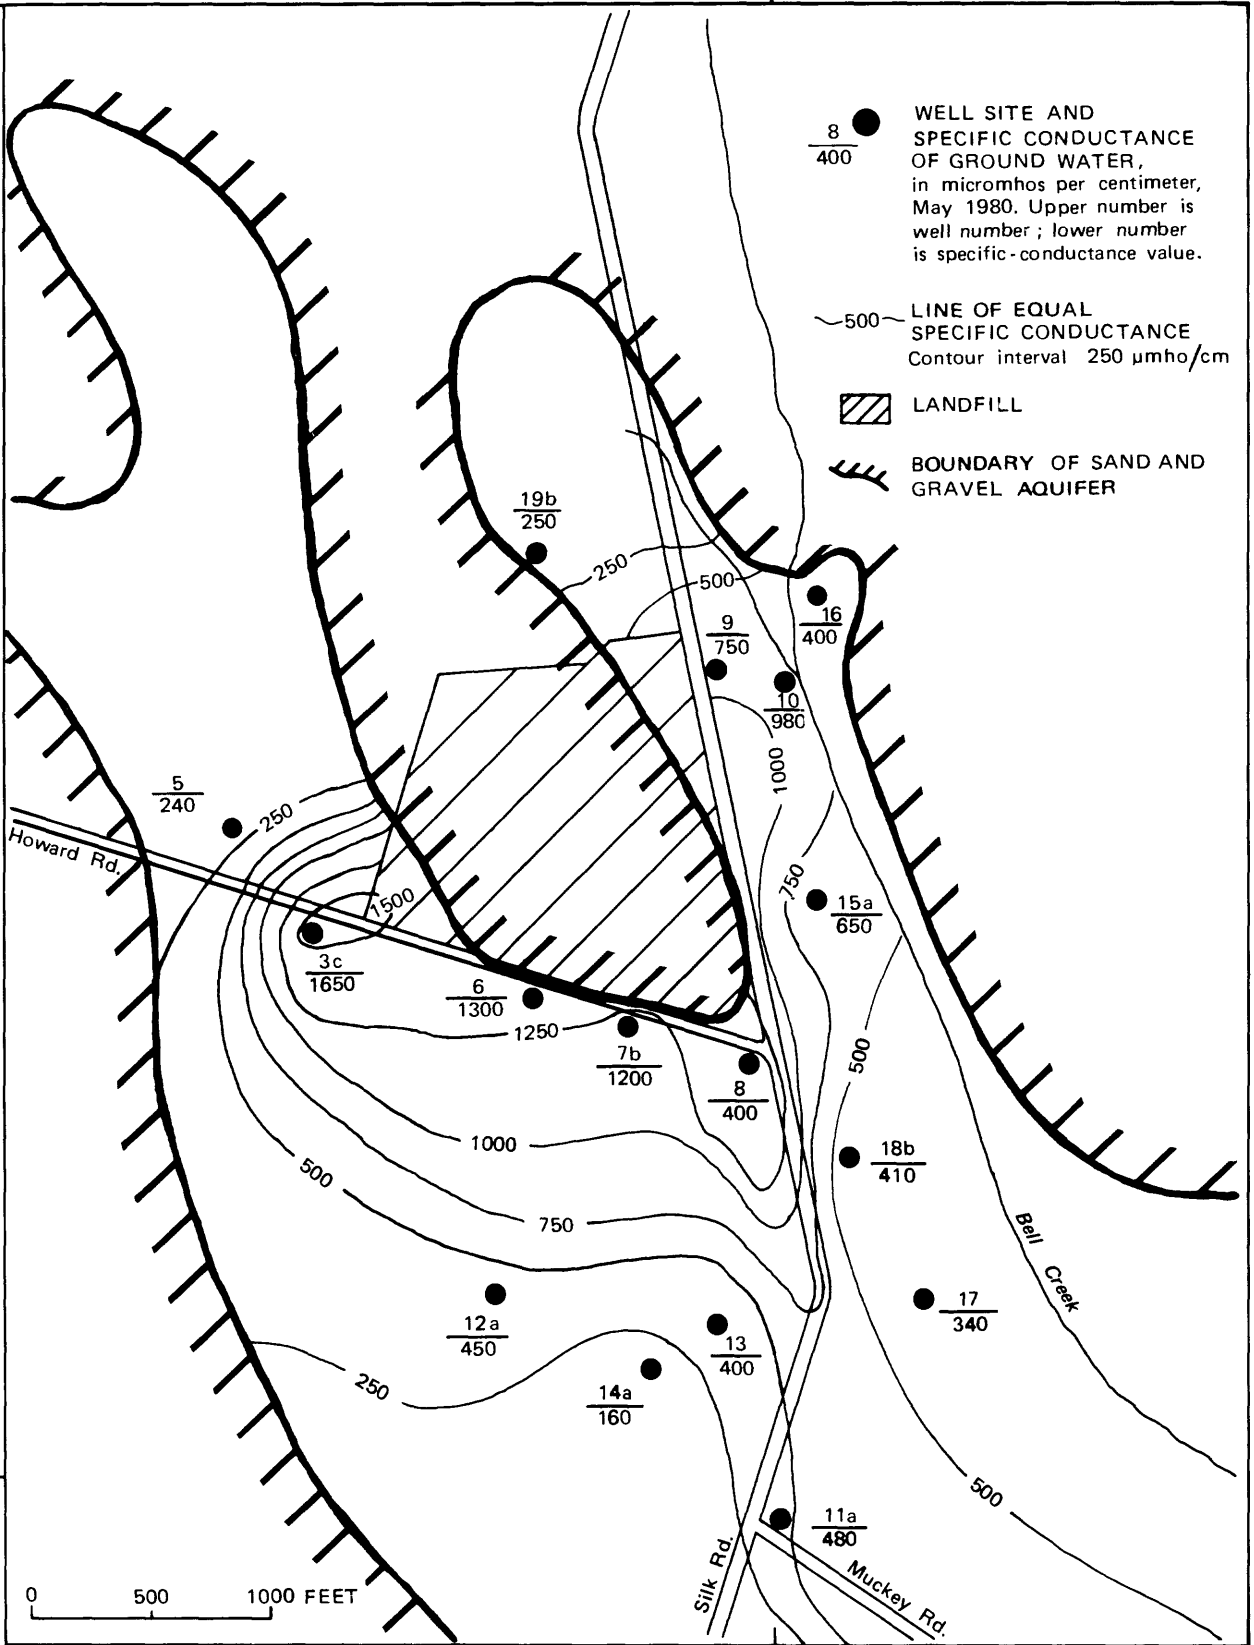 8
400
WELL SITE AND
SPECIFIC CONDUCTANCE
OF GROUND WATER,
in micromhos per centimeter,
May 1980. Upper number is
well number ; lower number
is specific-conductance value.
500
LINE OF EQUAL
SPECIFIC CONDUCTANCE
Contour interval 250 µmho/cm
LANDFILL
BOUNDARY OF SAND AND
GRAVEL AQUIFER
19b
250
250
500
9
750
16
400
10
980
1000
5
240
250
Howard Rd.
1500
750
15a
650
3c
1650
6
1300
1250
7b
1200
8
400
500
1000
18b
410
500
750
Bell Creek
12a
450
13
400
17
340
250
14a
160
500
11a
480
Silk Rd.
Muckey Rd.
0 500 1000 FEET